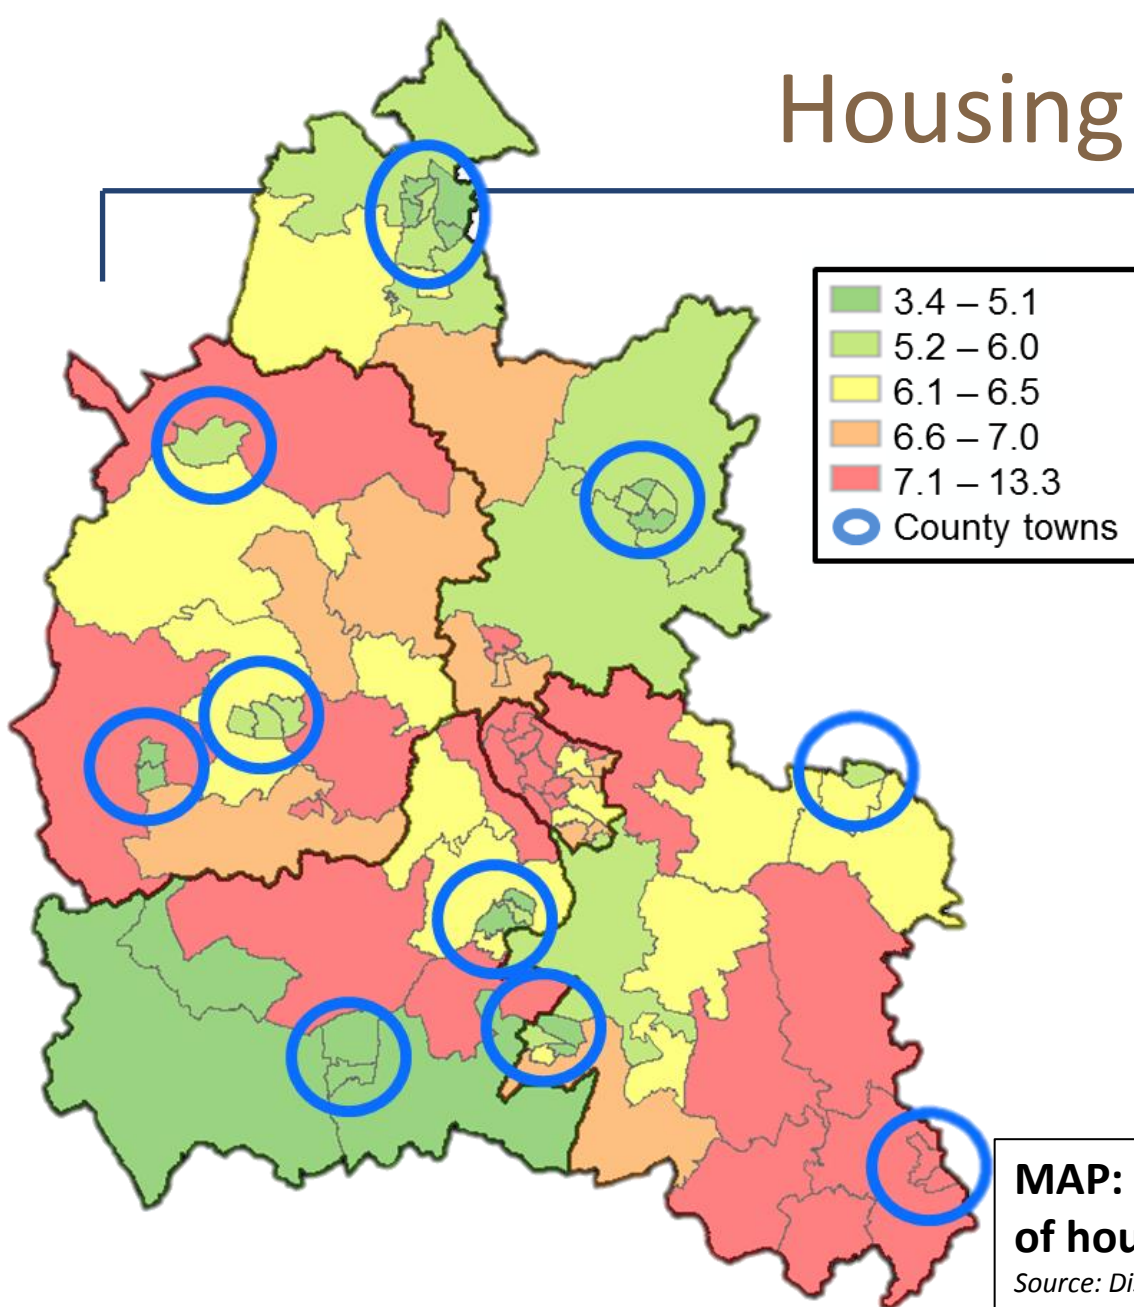 Housing
3.4 – 5.1
5.2 – 6.0
6.1 – 6.5
6.6 – 7.0
7.1 – 13.3
County towns
MAP:
of hou
Source: Di